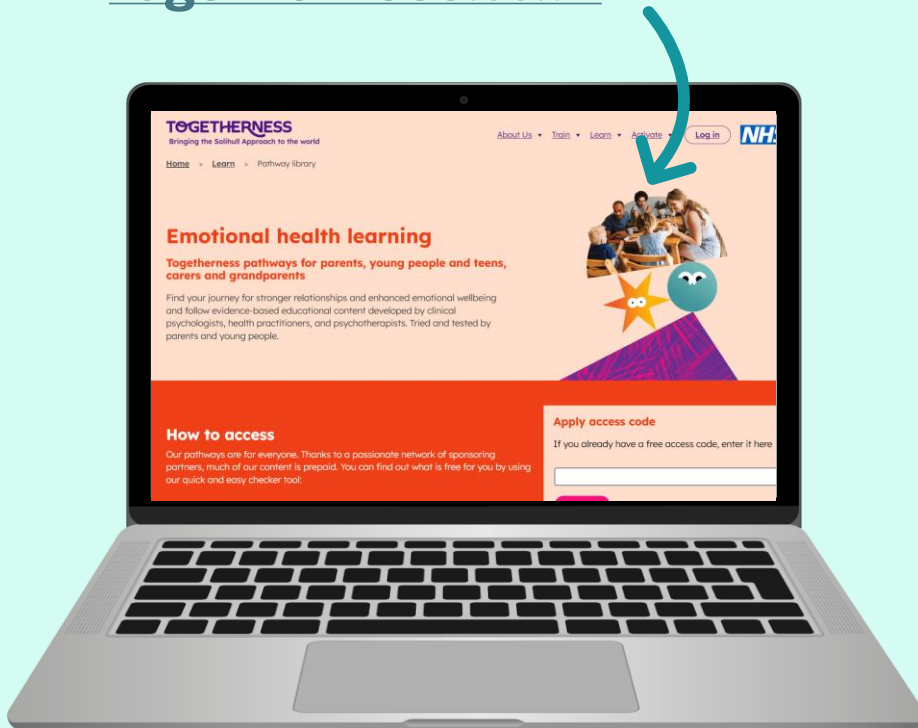 TOGETHERNESS
Bringing the Solihull Approach to the world
About Us Train Learn Activate Log in
Home > Learn > Pathway library
Emotional health learning
Togetherness pathways for parents, young people and teens,
carers and grandparents
Find your journey for stronger relationships and enhanced emotional wellbeing
and follow evidence-based educational content developed by clinical
psychologists, health practitioners, and psychotherapists. Tried and tested by
parents and young people.
How to access
Our pathways are for everyone. Thanks to a passionate network of sponsoring
partners, much of our content is prepaid. You can find out what is free for you by using
our quick and easy checker tool:
Apply access code
If you already have a free access code, enter it here